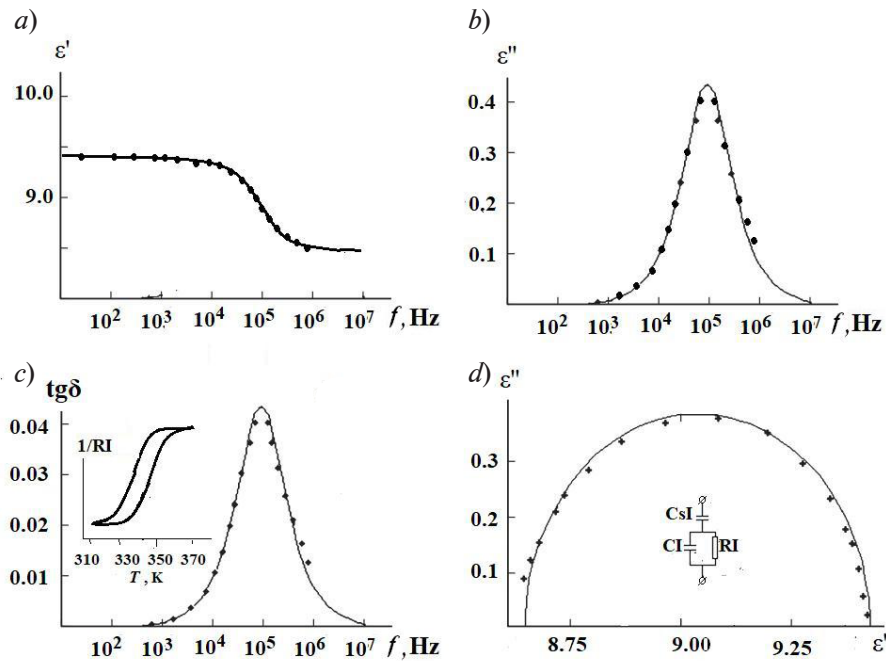 a)
ε'
10.0
9.0
10² 10³ 10⁴ 10⁵ 10⁶ 10⁷ f, Hz
b)
ε''
0.4
0.3
0.2
0.1
10² 10³ 10⁴ 10⁵ 10⁶ 10⁷ f, Hz
c)
tgδ
0.04
0.03
0.02
0.01
1/RI
310 330 350 370
T, K
10² 10³ 10⁴ 10⁵ 10⁶ 10⁷ f, Hz
d)
ε''
0.3
0.2
0.1
CsI
CI RI
8.75 9.00 9.25 ε'